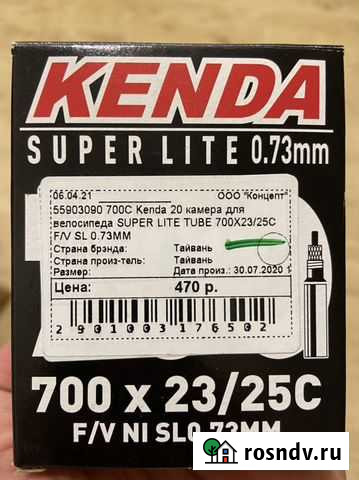 KENDA
SUPER LITE 0.73mm
06.04.21 ООО "Концепт"
55903090 700C Kenda 20 камера для
велосипеда SUPER LITE TUBE 700X23/25C
F/V SL 0.73MM
Страна бренда: Тайвань
Страна произ-тель: Тайвань
Размер: Дата произ.: 30.07.2020
Цена: 470 р.
2901003176502
700 x 23/25C
F/V NI SL0.73MM
rosndv.ru